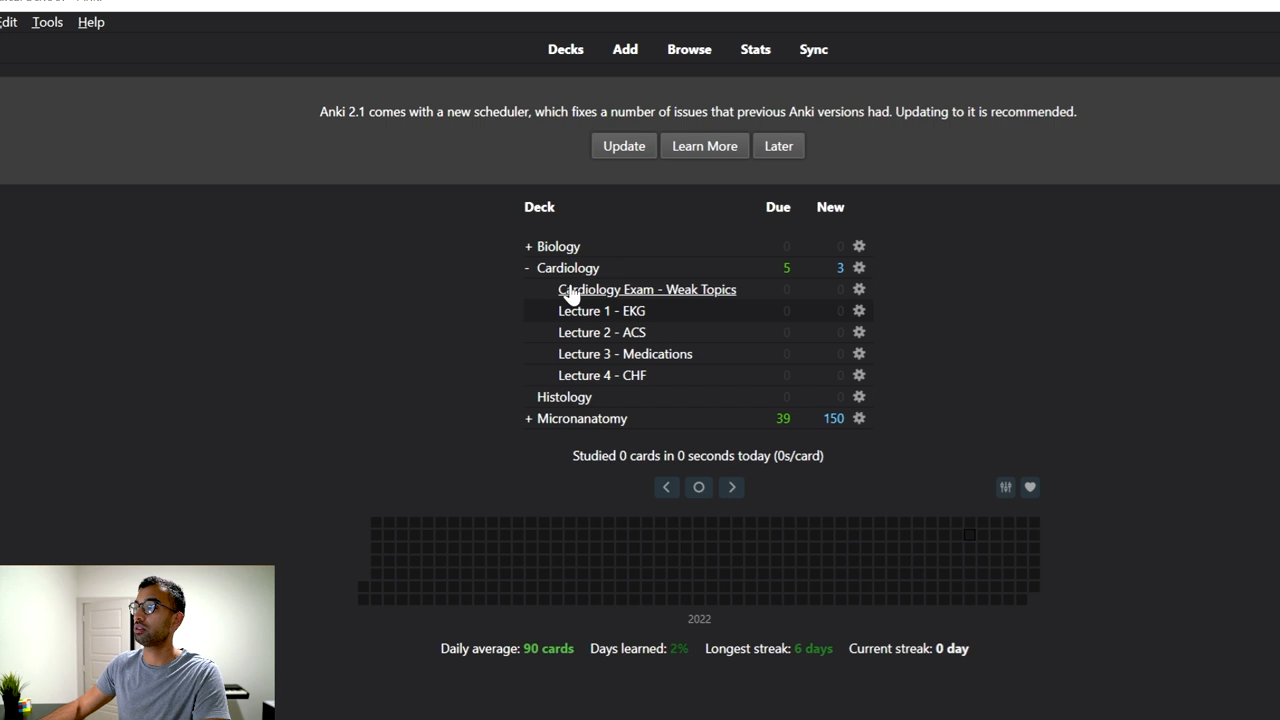 Edit Tools Help
Decks Add Browse Stats Sync
Anki 2.1 comes with a new scheduler, which fixes a number of issues that previous Anki versions had. Updating to it is recommended.
Update Learn More Later
Deck Due New
+ Biology 0 0
- Cardiology 5 3
Cardiology Exam - Weak Topics 0 0
Lecture 1 - EKG 0 0
Lecture 2 - ACS 0 0
Lecture 3 - Medications 0 0
Lecture 4 - CHF 0 0
Histology 0 0
+ Micronanatomy 39 150
Studied 0 cards in 0 seconds today (0s/card)
2022
Daily average: 90 cards Days learned: 2% Longest streak: 6 days Current streak: 0 day